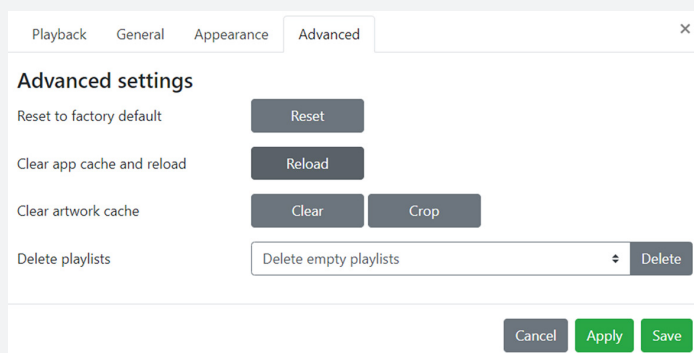 Playback General Appearance Advanced ×
Advanced settings
Reset to factory default Reset
Clear app cache and reload Reload
Clear artwork cache Clear Crop
Delete playlists Delete empty playlists Delete
Cancel Apply Save